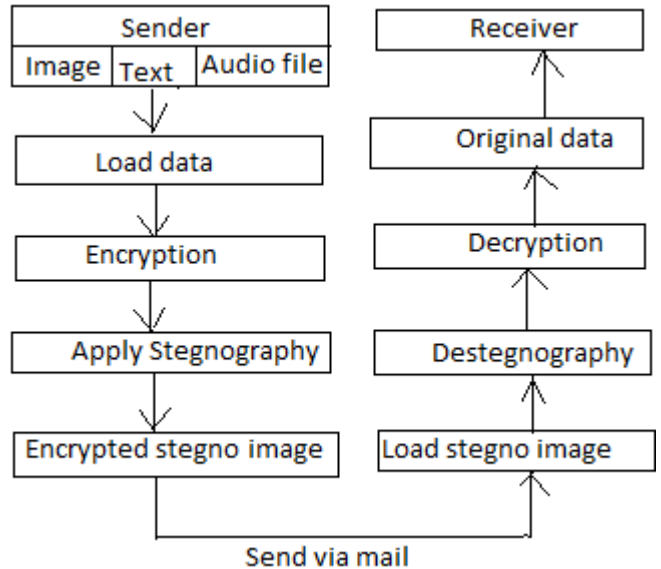 Sender
Image Text Audio file
Load data
Encryption
Apply Stegnography
Encrypted stegno image
Send via mail
Load stegno image
Destegnography
Decryption
Original data
Receiver